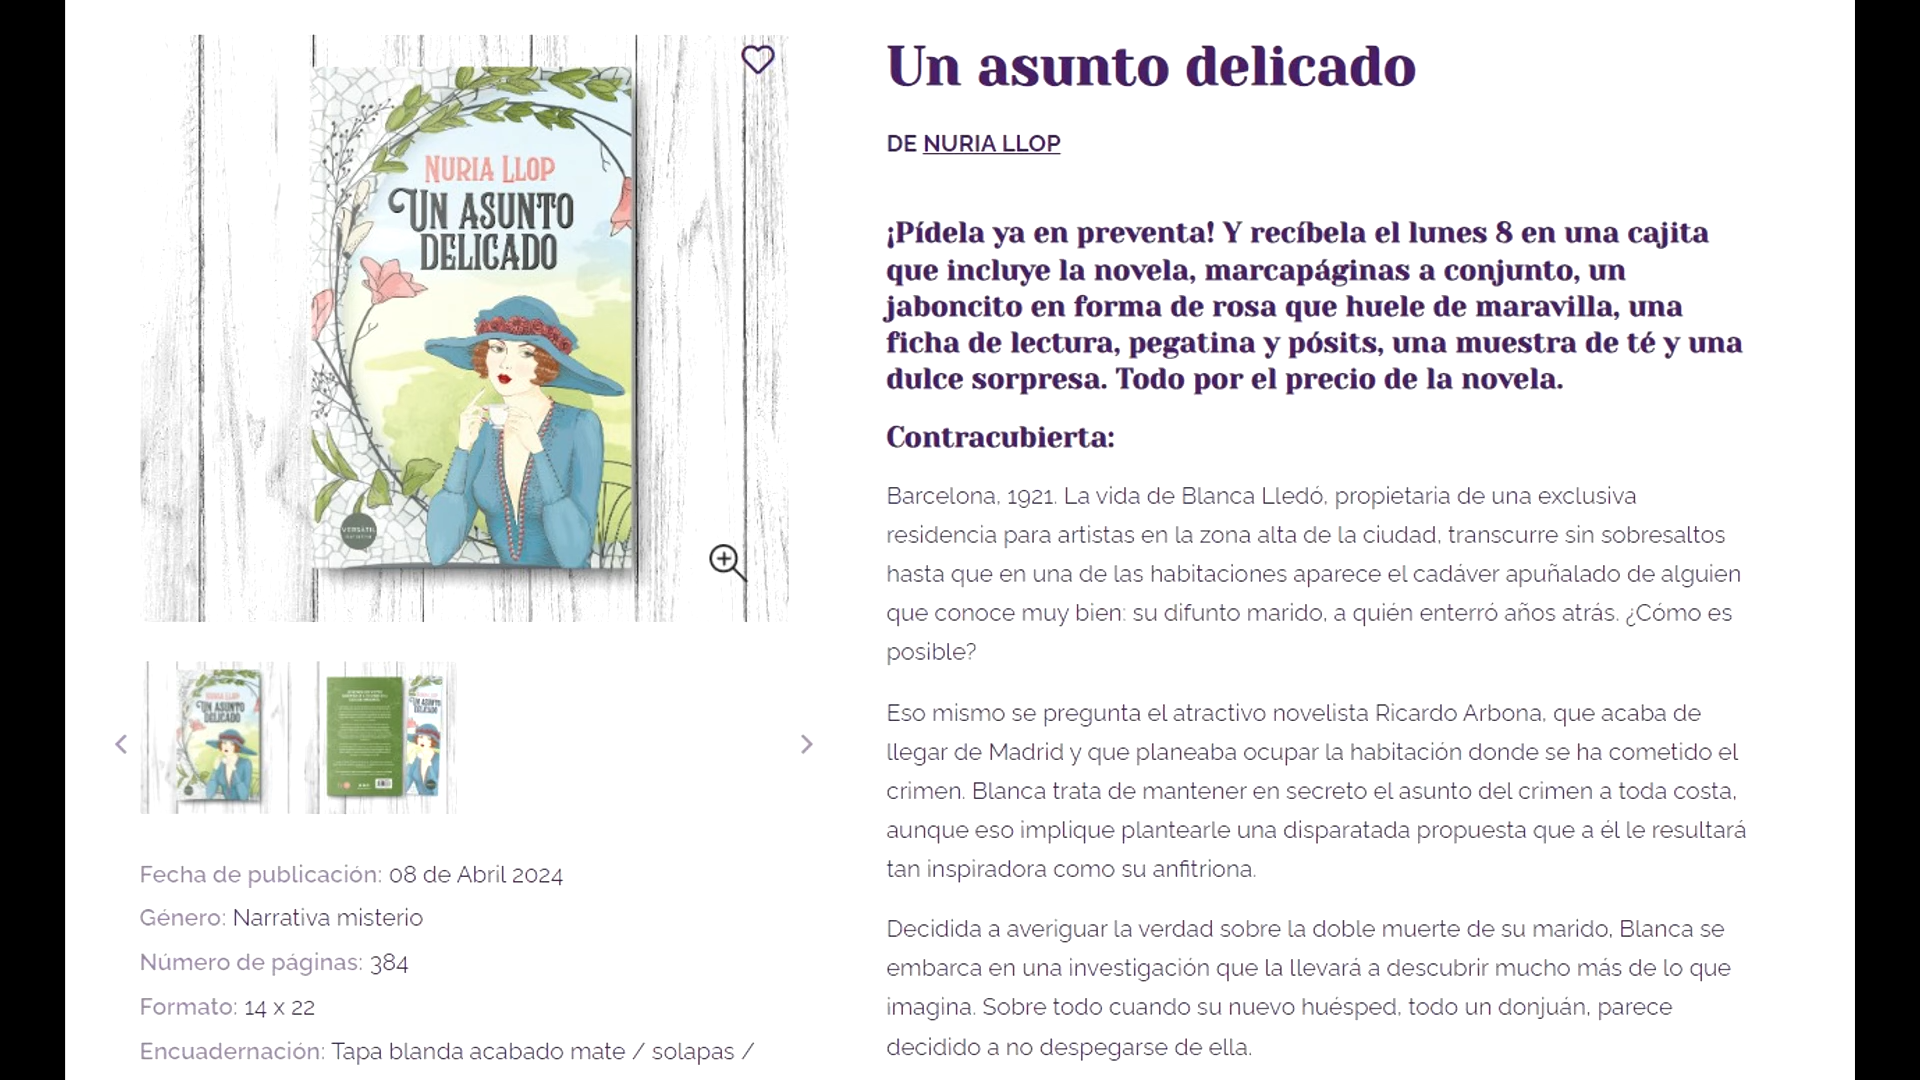 NURIA LLOP
UN ASUNTO
DELICADO
VERSÀTIL
Un asunto delicado
DE NURIA LLOP
¡Pídela ya en preventa! Y recíbela el lunes 8 en una cajita
que incluye la novela, marcapáginas a conjunto, un
jaboncito en forma de rosa que huele de maravilla, una
ficha de lectura, pegatina y pósits, una muestra de té y una
dulce sorpresa. Todo por el precio de la novela.
Contracubierta:
Barcelona, 1921. La vida de Blanca Lledó, propietaria de una exclusiva
residencia para artistas en la zona alta de la ciudad, transcurre sin sobresaltos
hasta que en una de las habitaciones aparece el cadáver apuñalado de alguien
que conoce muy bien: su difunto marido, a quién enterró años atrás. ¿Cómo es
posible?
Eso mismo se pregunta el atractivo novelista Ricardo Arbona, que acaba de
llegar de Madrid y que planeaba ocupar la habitación donde se ha cometido el
crimen. Blanca trata de mantener en secreto el asunto del crimen a toda costa,
aunque eso implique plantearle una disparatada propuesta que a él le resultará
tan inspiradora como su anfitriona.
Decidida a averiguar la verdad sobre la doble muerte de su marido, Blanca se
embarca en una investigación que la llevará a descubrir mucho más de lo que
imagina. Sobre todo cuando su nuevo huésped, todo un donjuán, parece
decidido a no despegarse de ella.
NURIA LLOP
UN ASUNTO
DELICADO
UN ASUNTO
DELICADO
Fecha de publicación: 08 de Abril 2024
Género: Narrativa misterio
Número de páginas: 384
Formato: 14 x 22
Encuadernación: Tapa blanda acabado mate / solapas /